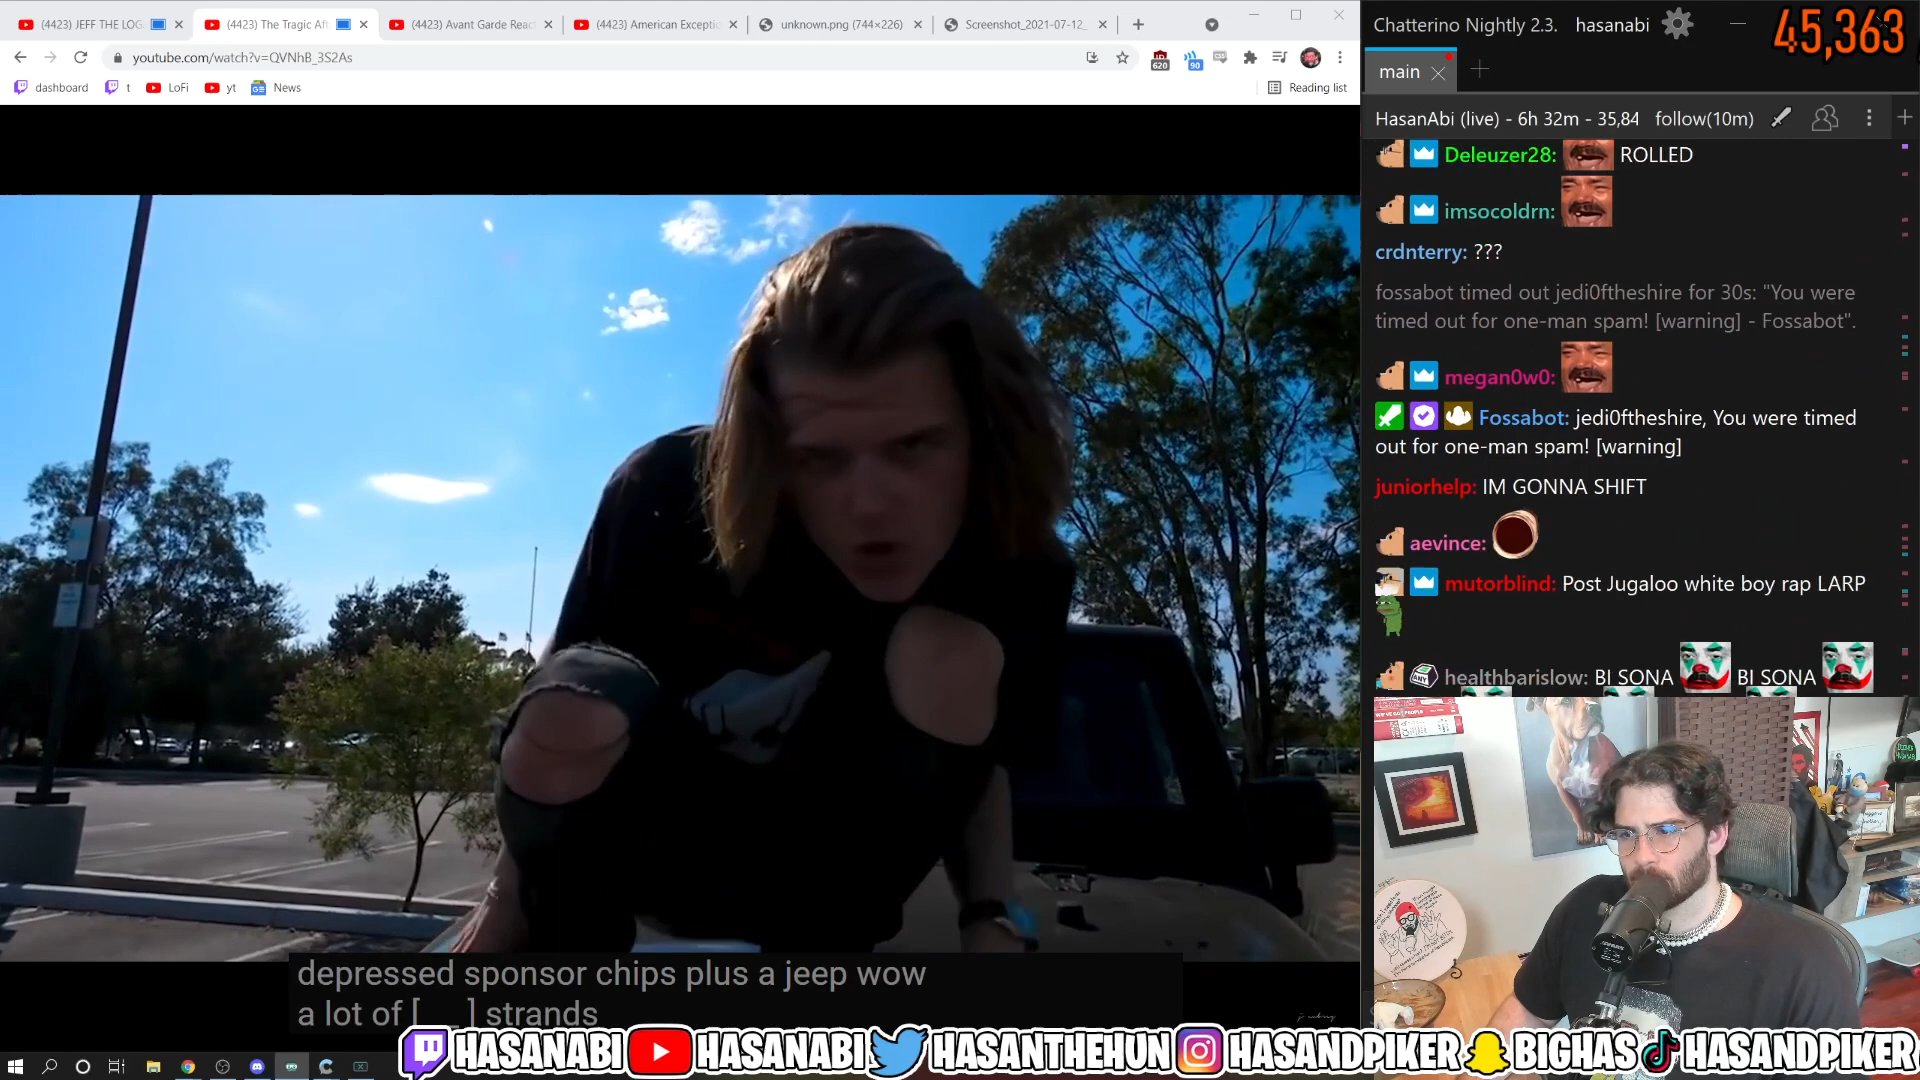 (4423) JEFF THE LOG
(4423) The Tragic Aft
(4423) Avant Garde Reac
(4423) American Exceptio
unknown.png (744×226)
Screenshot_2021-07-12_
youtube.com/watch?v=QVNhB_3S2As
620
90
dashboard
t
LoFi
yt
News
Reading list
depressed sponsor chips plus a jeep wow
a lot of [ __ ] strands
Chatterino Nightly 2.3.
hasanabi
45,363
main
HasanAbi (live) - 6h 32m - 35,84
follow(10m)
Deleuzer28: ROLLED
imsocoldrn:
crdnterry: ???
fossabot timed out jedi0ftheshire for 30s: "You were
timed out for one-man spam! [warning] - Fossabot".
megan0w0:
Fossabot: jedi0ftheshire, You were timed
out for one-man spam! [warning]
juniorhelp: IM GONNA SHIFT
aevince:
mutorblind: Post Jugaloo white boy rap LARP
healthbarislow: BI SONA BI SONA
HASANABI HASANABI HASANTHEHUN HASANDPIKER BIGHAS HASANDPIKER